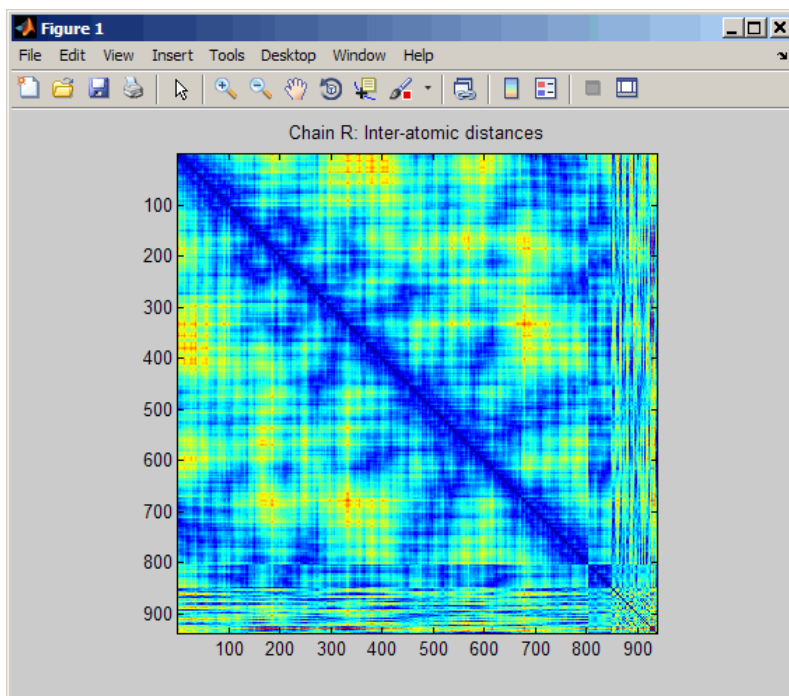 Figure 1
File Edit View Insert Tools Desktop Window Help
Chain R: Inter-atomic distances
100
200
300
400
500
600
700
800
900
100 200 300 400 500 600 700 800 900